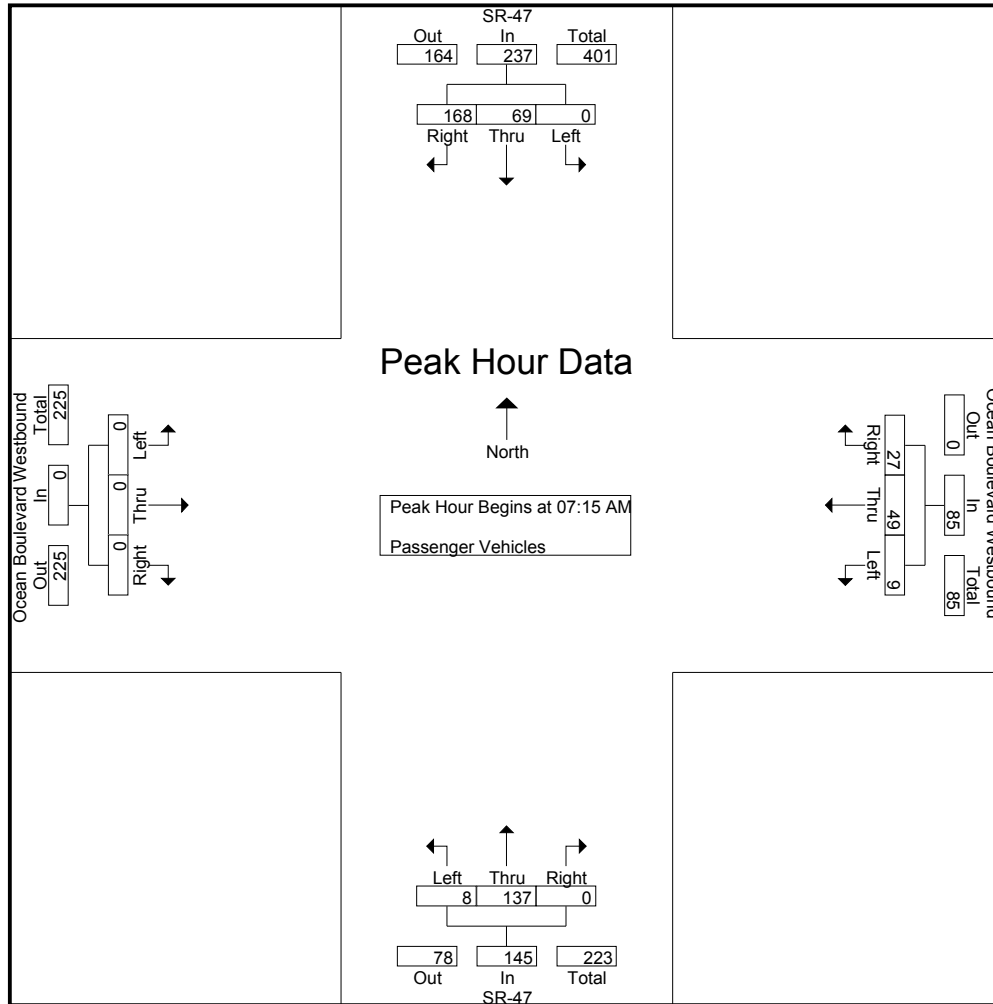 SR-47
Out In Total
164 237 401
168 69 0
Right Thru Left
Peak Hour Data
North
Peak Hour Begins at 07:15 AM
Passenger Vehicles
Ocean Boulevard Westbound
Total In Out
225 0 225
0 0 0
Left Thru Right
Ocean Boulevard Westbound
Out In Total
0 85 85
27 49 9
Right Thru Left
Left Thru Right
8 137 0
78 145 223
Out In Total
SR-47